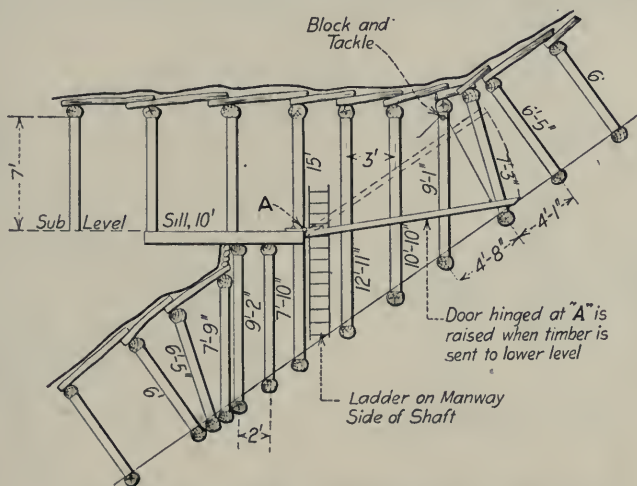 Block and
Tackle
6'
6'-5"
7'
3'
15'
9'-1"
7'-3"
A
Sub Level
Sill, 10'
4'-1"
4'-8"
10'-10"
12'-11"
7'-10"
9'-2"
7'-9"
6'-5"
6'
2'
Door hinged at "A" is
raised when timber is
sent to lower level
Ladder on Manway
Side of Shaft